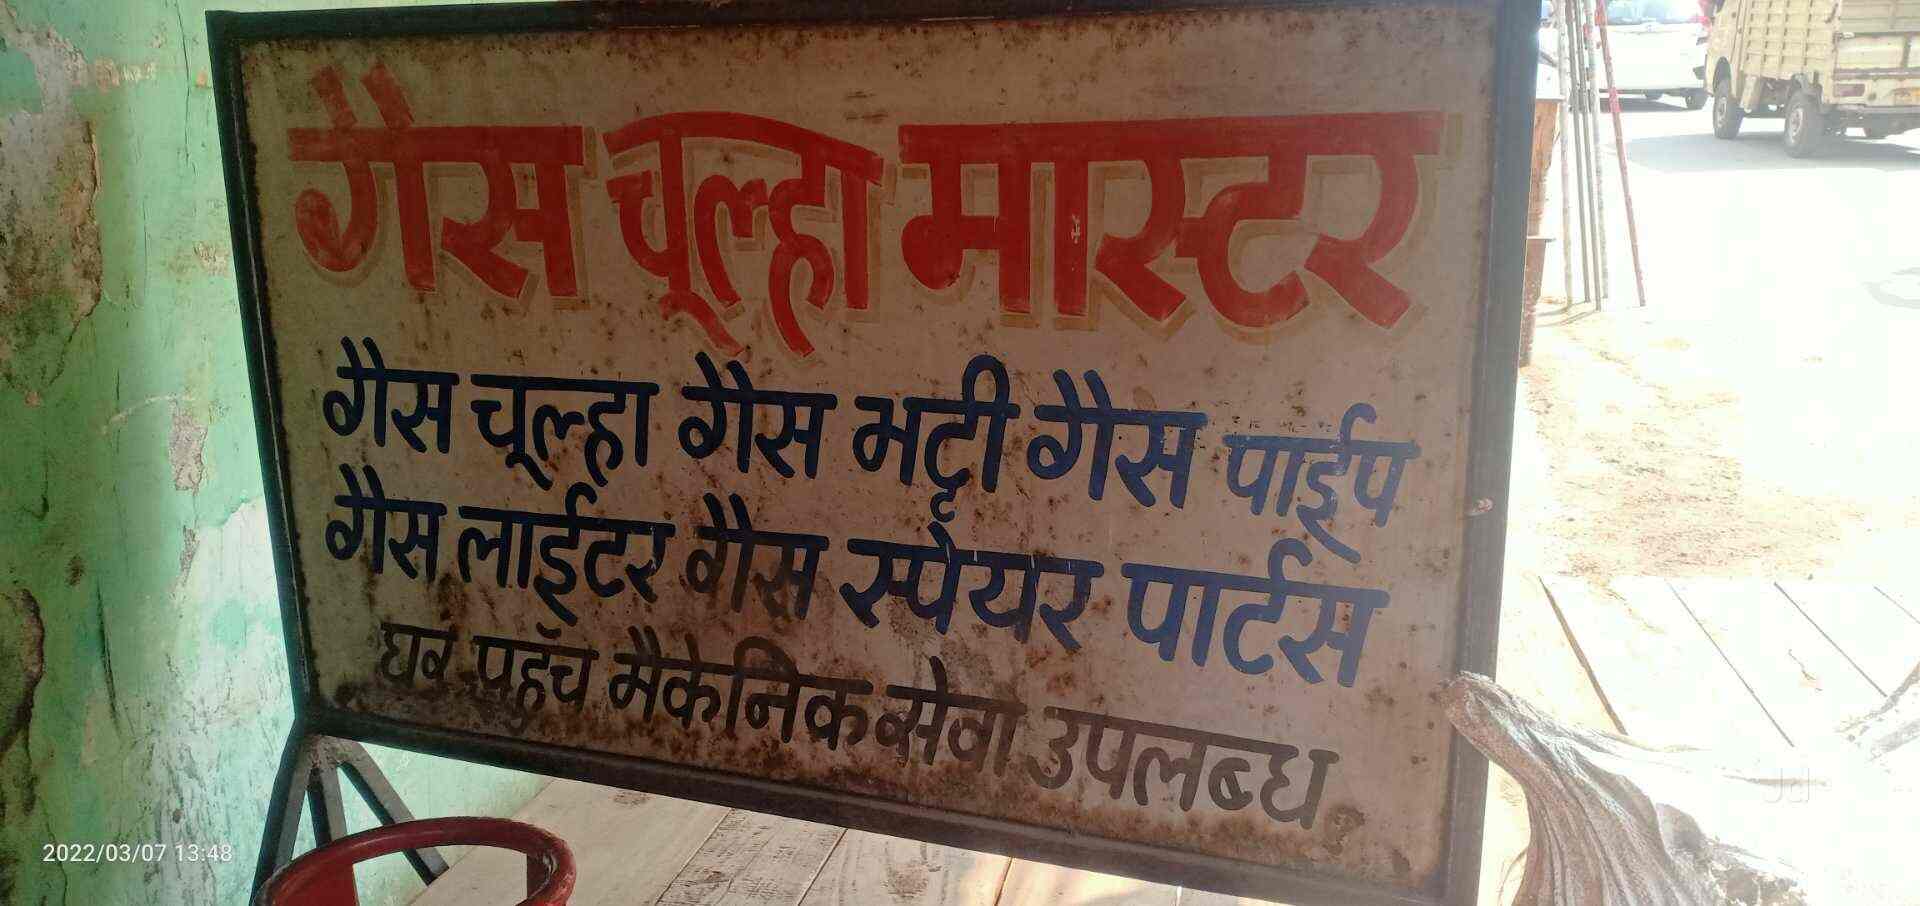 गैस चूल्हा मास्टर
गैस चूल्हा गैस भट्टी गैस पाईप
गैस लाईटर गैस स्पेयर पार्टस
घर पहुॅच मैकेनिक सेवा उपलब्ध
2022/03/07 13:48